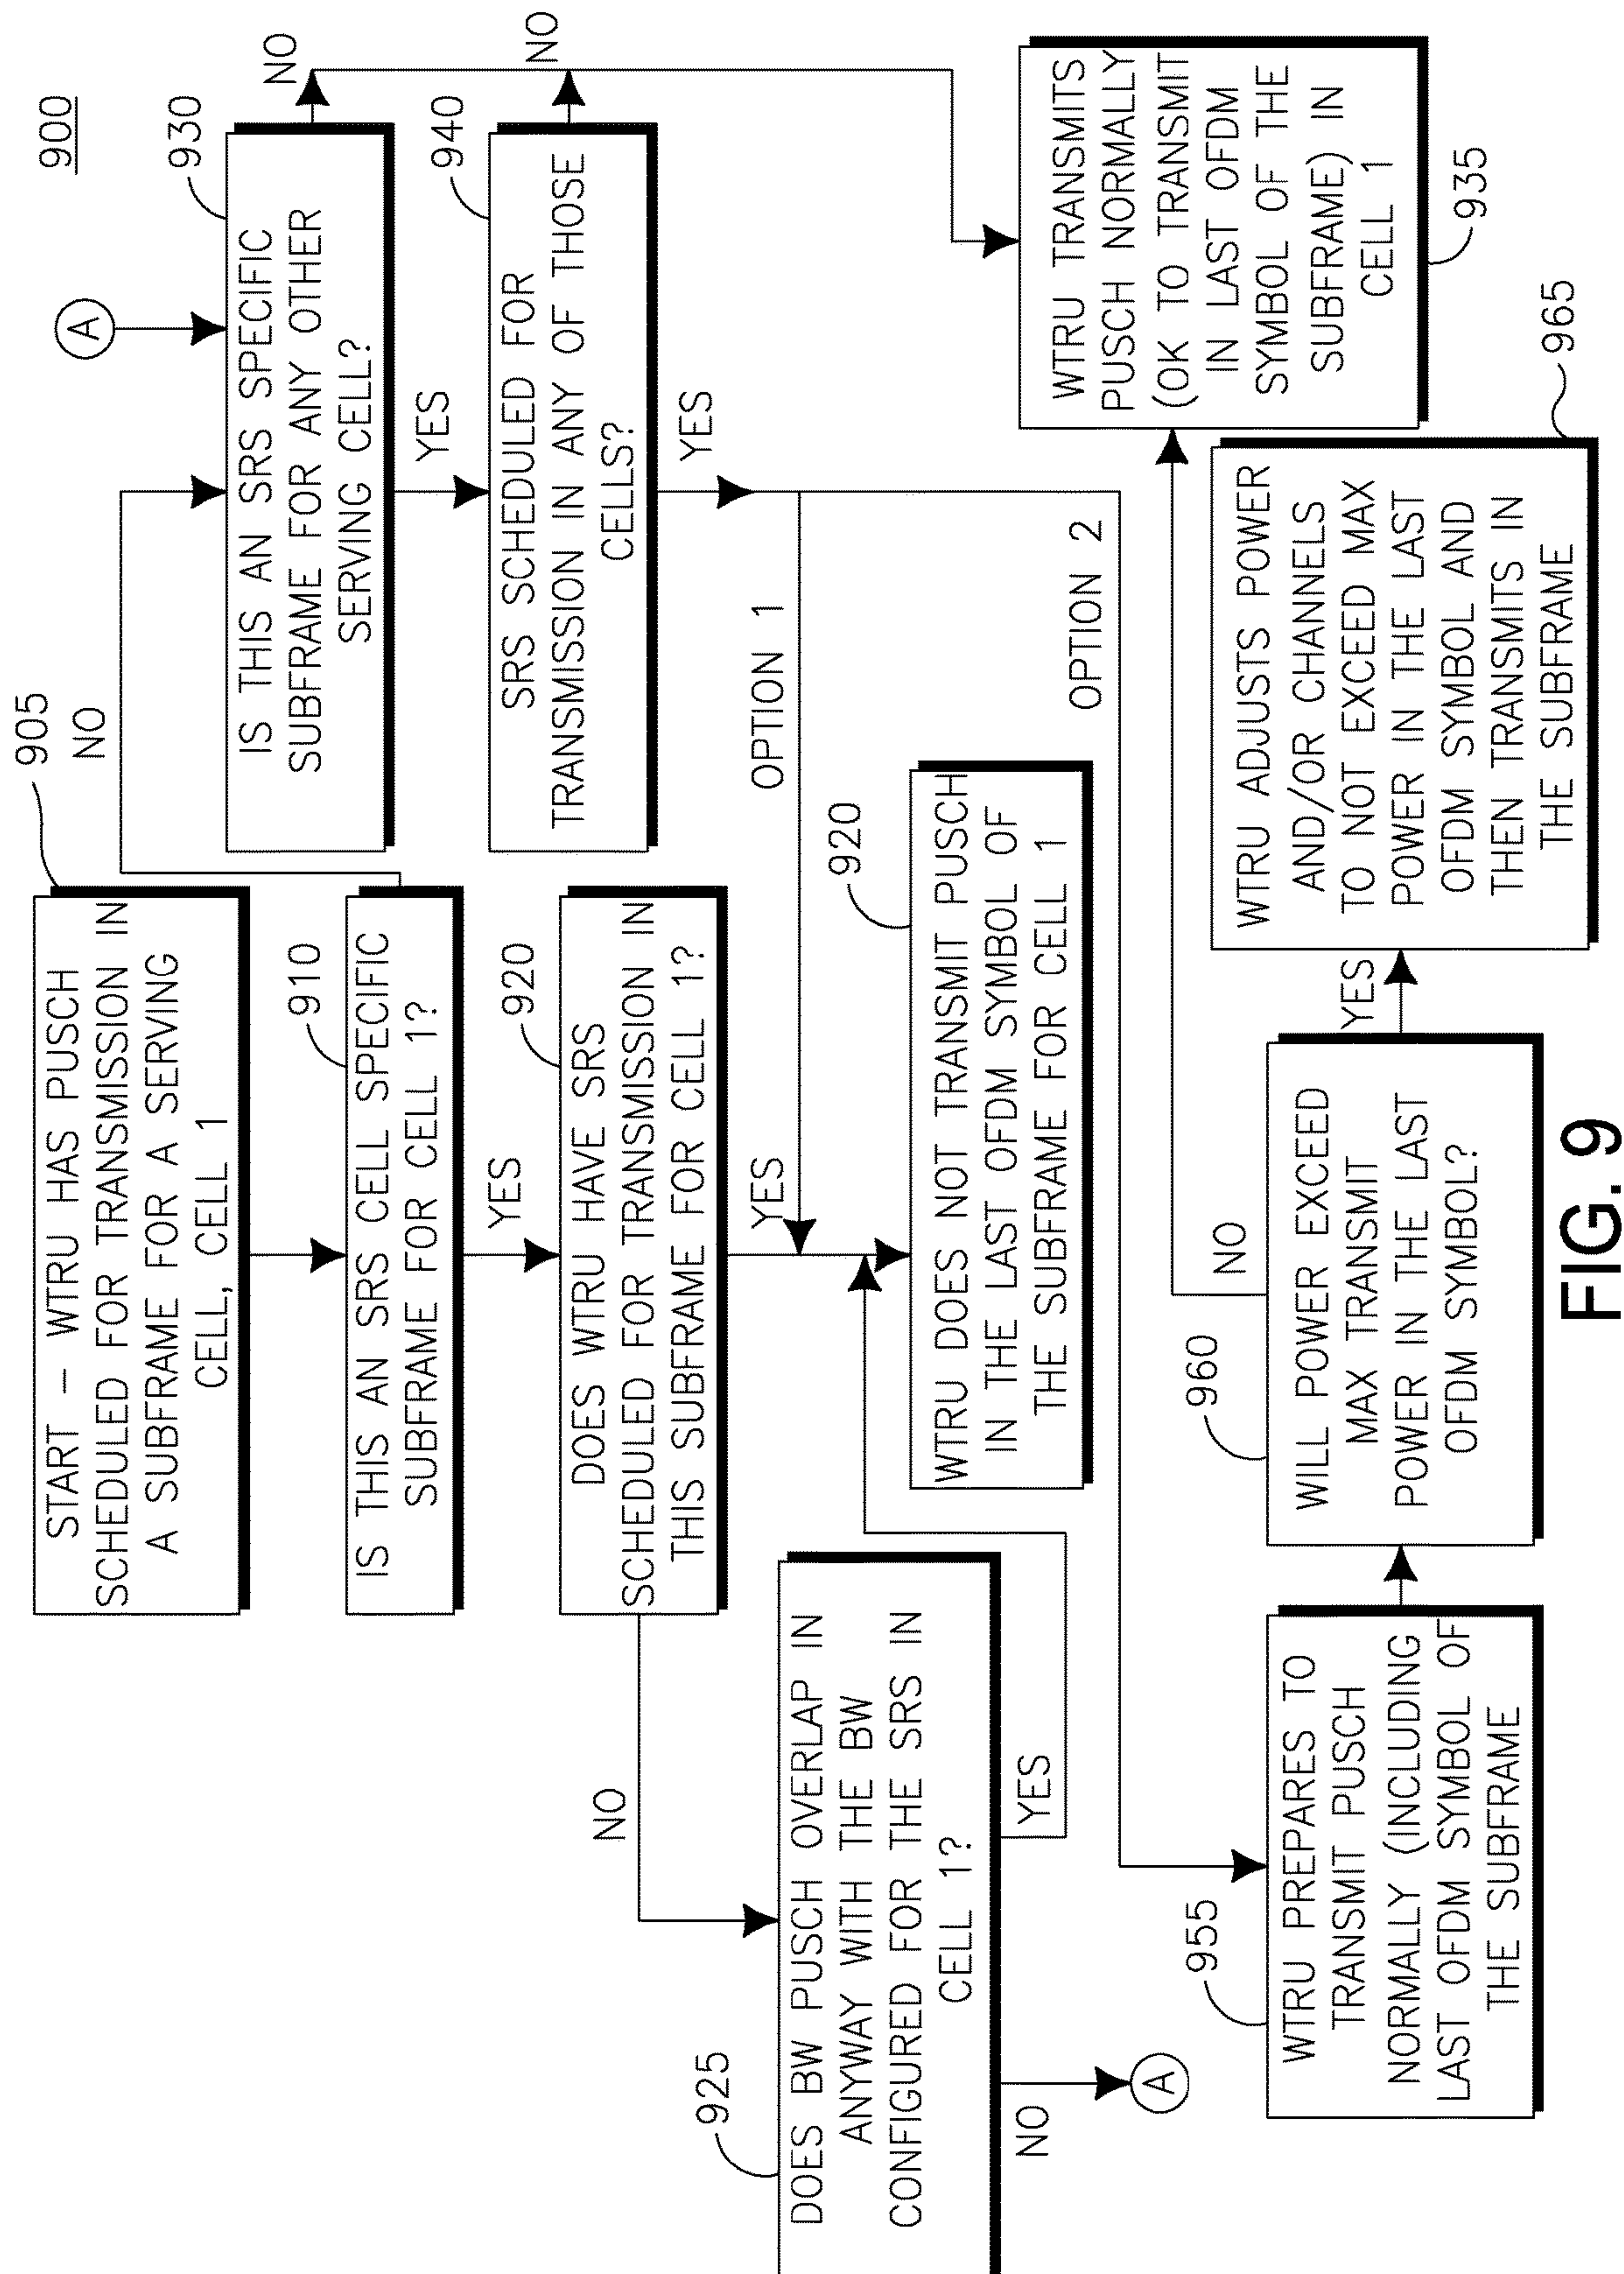 900
905
START – WTRU HAS PUSCH
SCHEDULED FOR TRANSMISSION IN
A SUBFRAME FOR A SERVING
CELL, CELL 1
NO
910
IS THIS AN SRS CELL SPECIFIC
SUBFRAME FOR CELL 1?
YES
920
DOES WTRU HAVE SRS
SCHEDULED FOR TRANSMISSION IN
THIS SUBFRAME FOR CELL 1?
NO
YES
925
DOES BW PUSCH OVERLAP IN
ANYWAY WITH THE BW
CONFIGURED FOR THE SRS IN
CELL 1?
YES
NO
A
920
WTRU DOES NOT TRANSMIT PUSCH
IN THE LAST OFDM SYMBOL OF
THE SUBFRAME FOR CELL 1
A
930
IS THIS AN SRS SPECIFIC
SUBFRAME FOR ANY OTHER
SERVING CELL?
NO
YES
940
SRS SCHEDULED FOR
TRANSMISSION IN ANY OF THOSE
CELLS?
NO
YES
OPTION 1
OPTION 2
WTRU TRANSMITS
PUSCH NORMALLY
(OK TO TRANSMIT
IN LAST OFDM
SYMBOL OF THE
SUBFRAME) IN
CELL 1
935
955
WTRU PREPARES TO
TRANSMIT PUSCH
NORMALLY (INCLUDING
LAST OFDM SYMBOL OF
THE SUBFRAME
960
NO
WILL POWER EXCEED
MAX TRANSMIT
POWER IN THE LAST
OFDM SYMBOL?
YES
WTRU ADJUSTS POWER
AND/OR CHANNELS
TO NOT EXCEED MAX
POWER IN THE LAST
OFDM SYMBOL AND
THEN TRANSMITS IN
THE SUBFRAME
965
FIG. 9